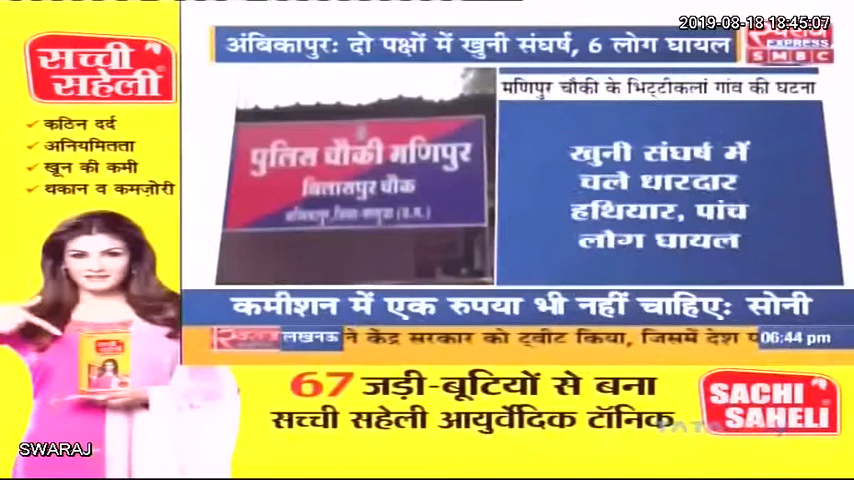 2019-08-18 18:45:07
सच्ची
सहेली
कठिन दर्द
अनियमितता
खून की कमी
थकान व कमज़ोरी
अंबिकापुर: दो पक्षों में खुनी संघर्ष, 6 लोग घायल
EXPRESS
SMBC
मणिपुर चौकी के भिट्टीकलां गांव की घटना
पुलिस चौकी मणिपुर
बिलासपुर चौक
खुनी संघर्ष में
चले धारदार
हथियार, पांच
लोग घायल
कमीशन में एक रुपया भी नहीं चाहिए: सोनी
लखनऊ ने केंद्र सरकार को ट्वीट किया, जिसमें देश
06:44 pm
67 जड़ी-बूटियों से बना
सच्ची सहेली आयुर्वेदिक टॉनिक
SACHI
SAHELI
SWARAJ